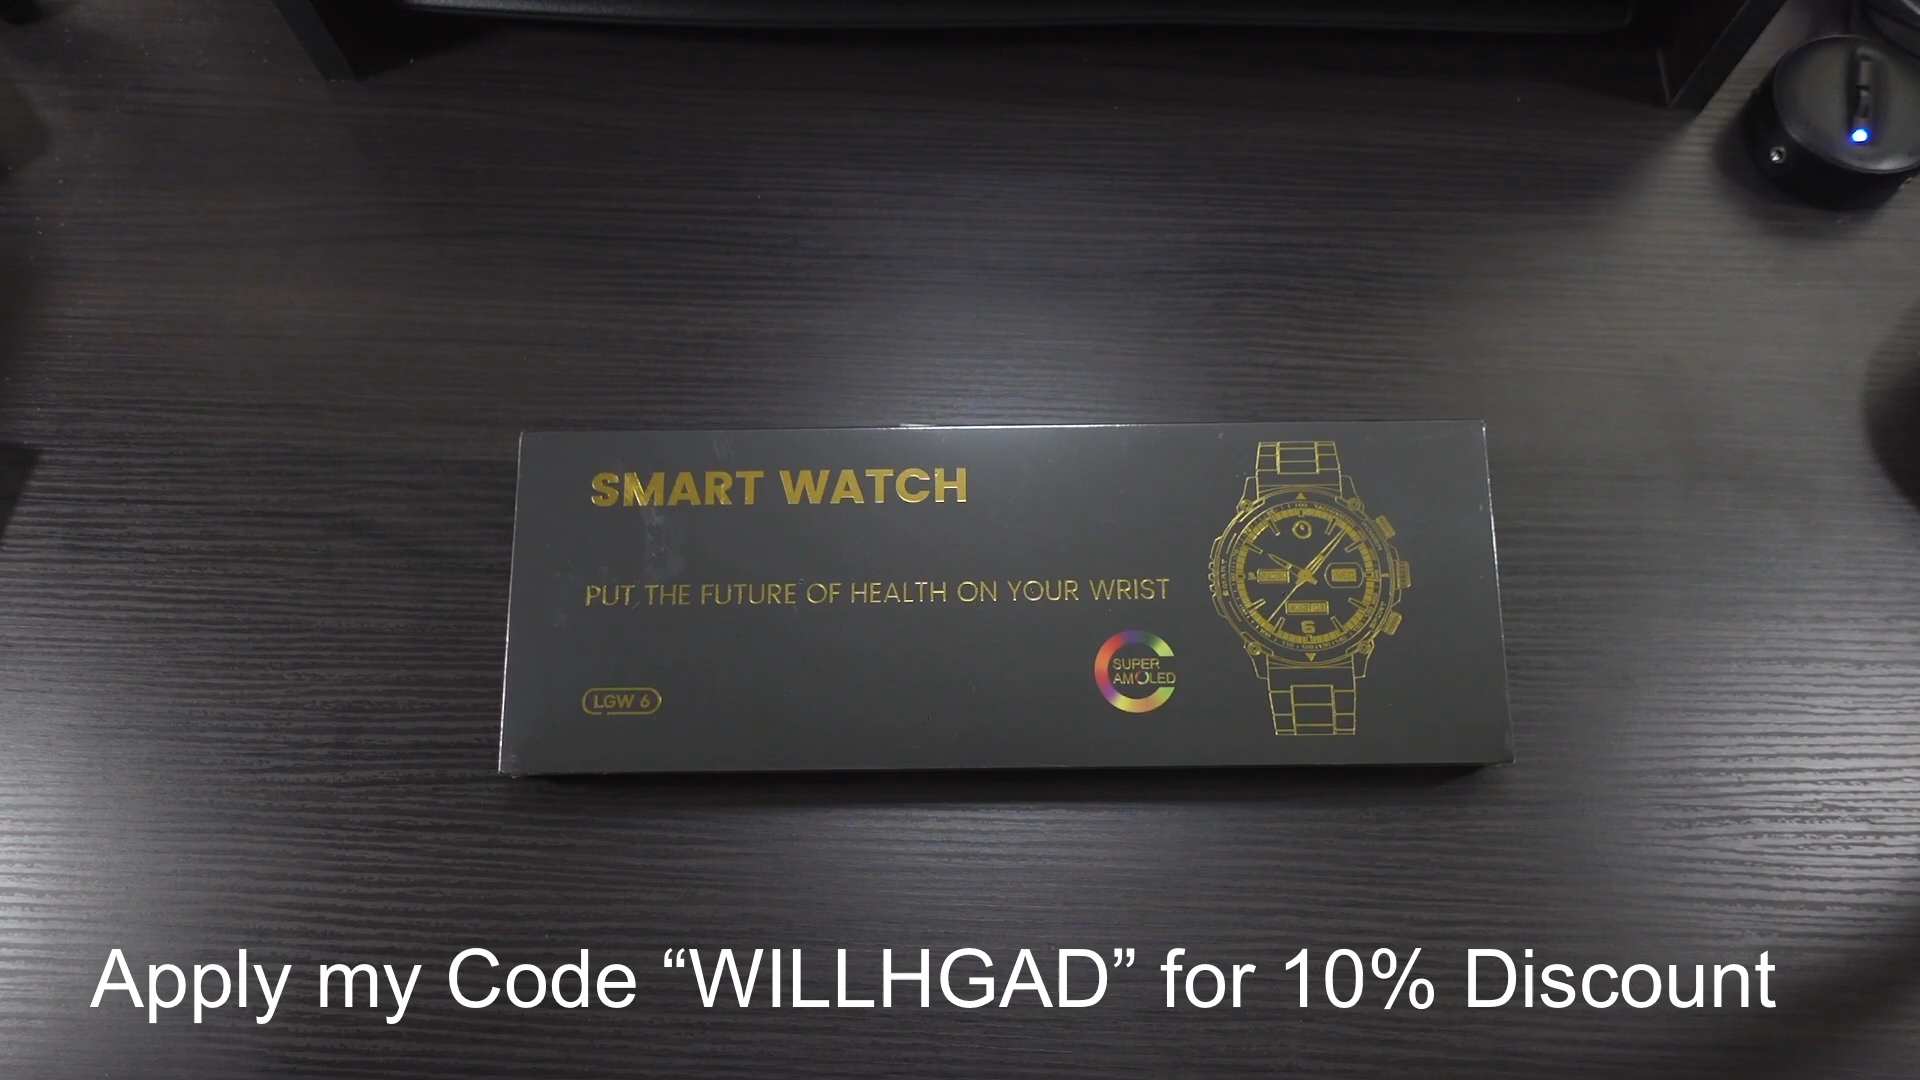 SMART WATCH
PUT THE FUTURE OF HEALTH ON YOUR WRIST
SUPER
AMOLED
LGW 6
6
Apply my Code “WILLHGAD” for 10% Discount